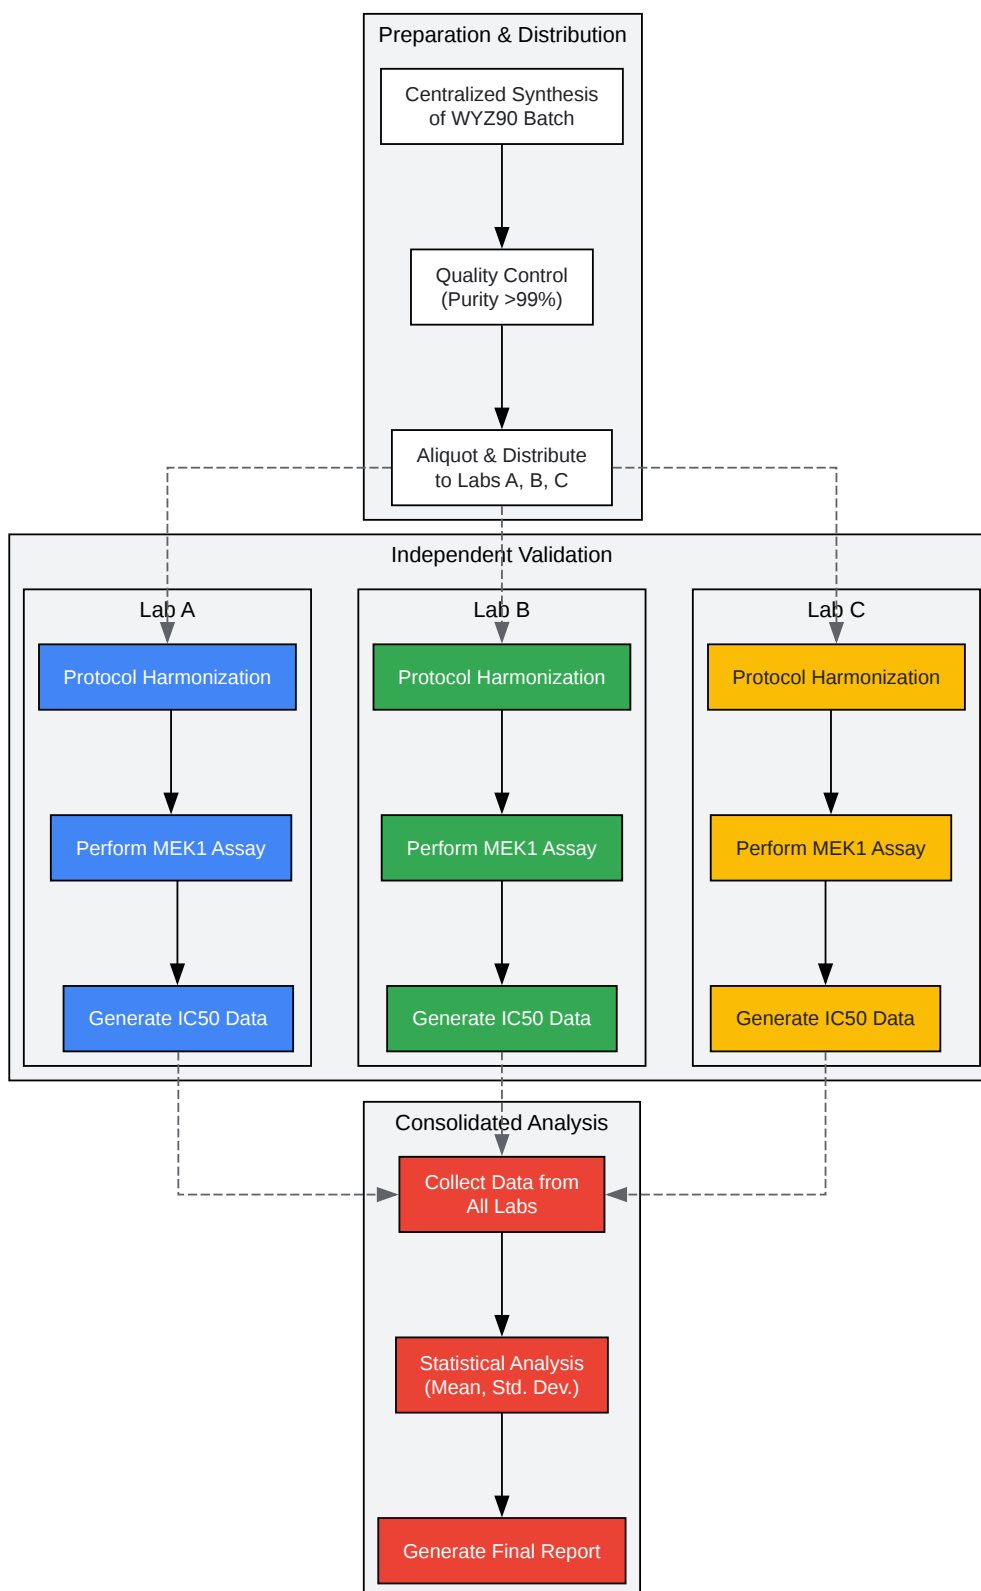 Preparation & Distribution
Centralized Synthesis
of WYZ90 Batch
Quality Control
(Purity >99%)
Aliquot & Distribute
to Labs A, B, C
Independent Validation
Lab A
Protocol Harmonization
Perform MEK1 Assay
Generate IC50 Data
Lab B
Protocol Harmonization
Perform MEK1 Assay
Generate IC50 Data
Lab C
Protocol Harmonization
Perform MEK1 Assay
Generate IC50 Data
Consolidated Analysis
Collect Data from
All Labs
Statistical Analysis
(Mean, Std. Dev.)
Generate Final Report